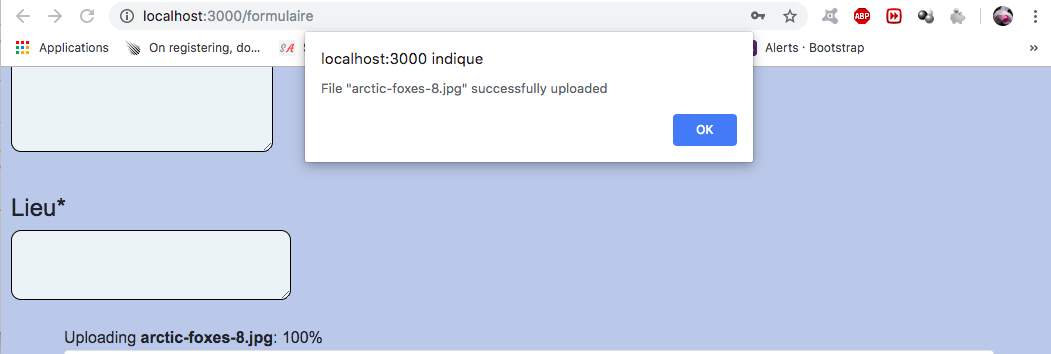 localhost:3000/formulaire
ABP
Applications
On registering, do...
Alerts · Bootstrap
»
localhost:3000 indique
File "arctic-foxes-8.jpg" successfully uploaded
OK
Lieu*
Uploading arctic-foxes-8.jpg: 100%